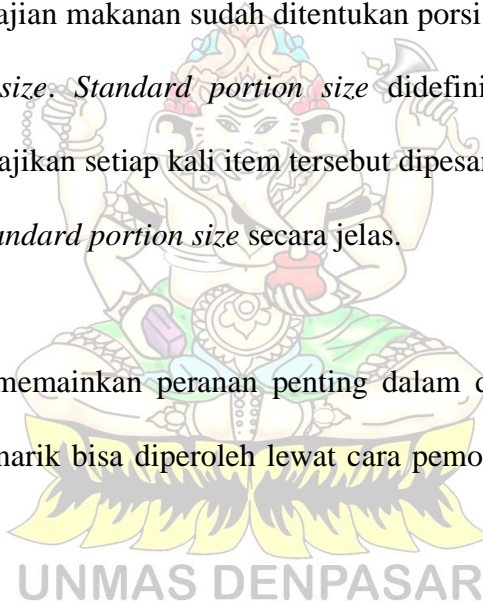 ajian makanan sudah ditentukan porsi
size. Standard portion size didefini
ajikan setiap kali item tersebut dipesan
andard portion size secara jelas.
memainkan peranan penting dalam
narik bisa diperoleh lewat cara pemo
UNMAS DENPASAR